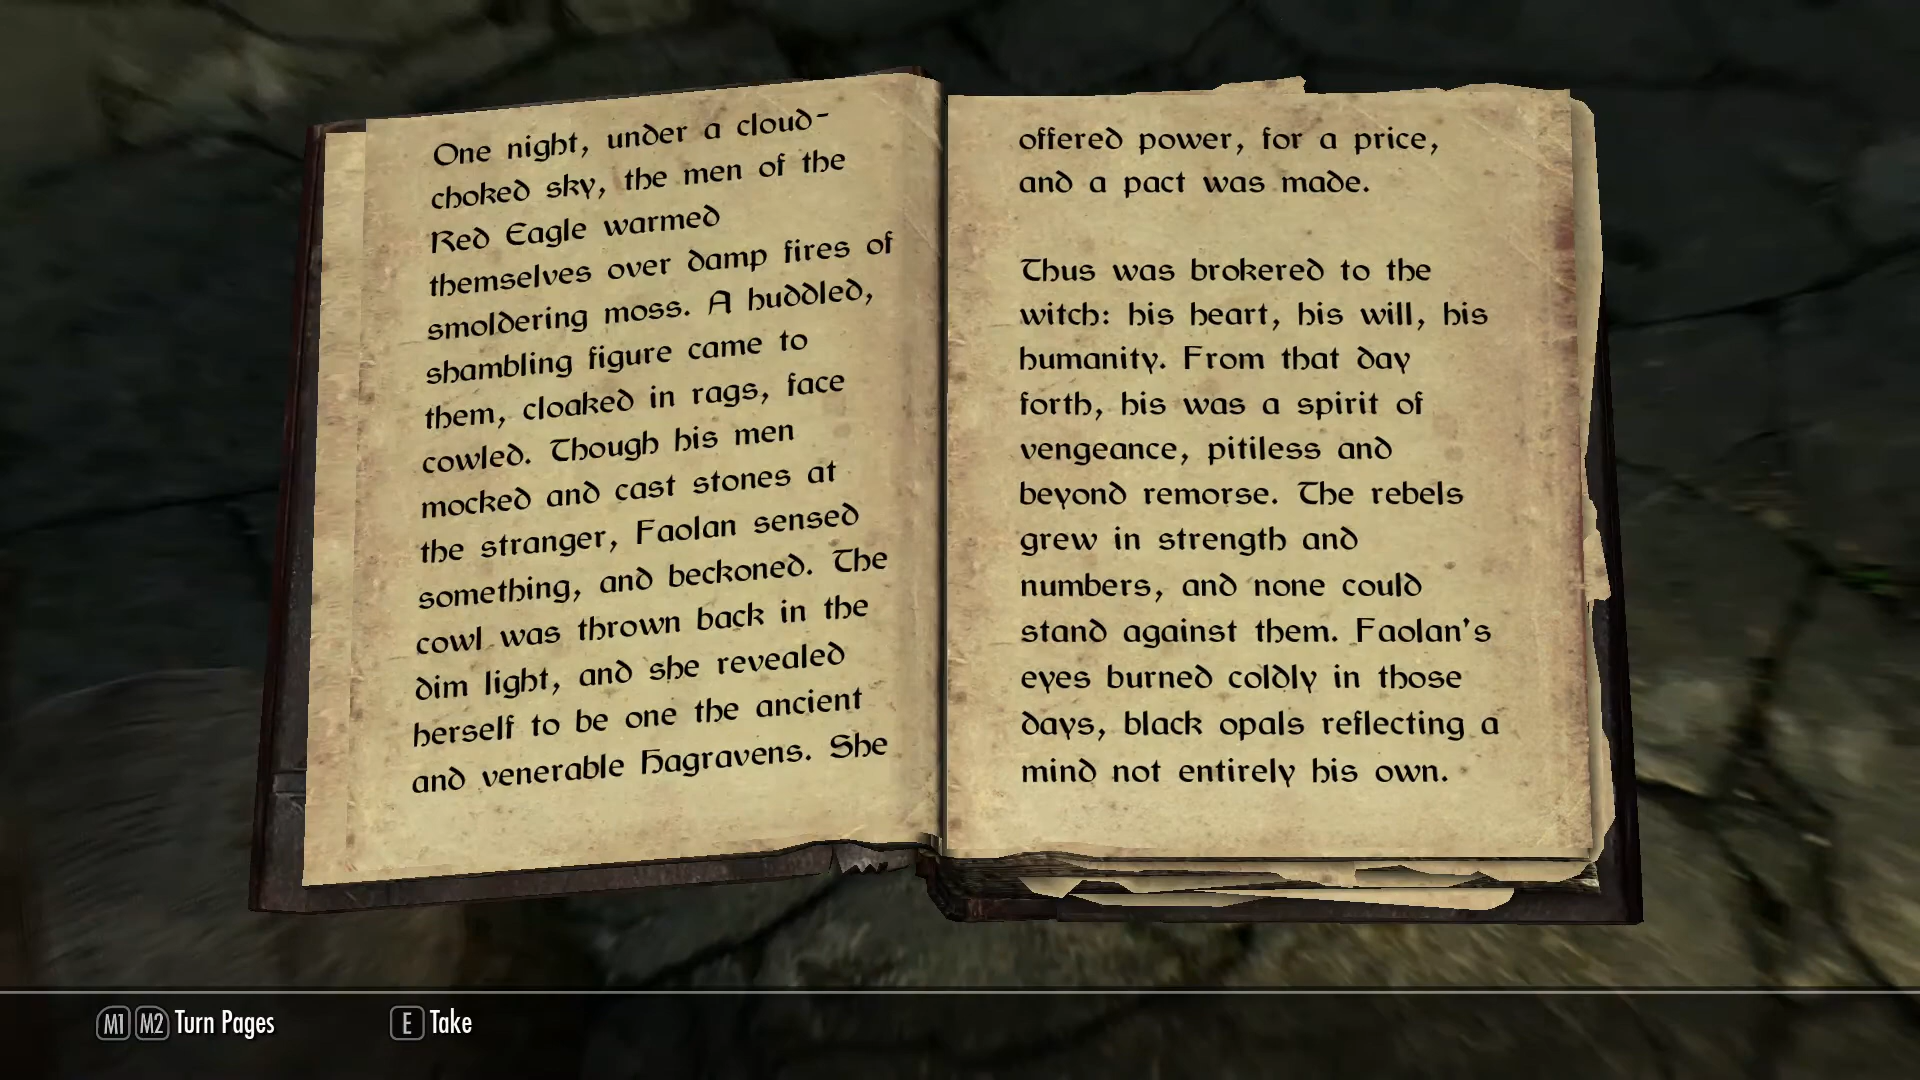 One night, under a cloud-
choked sky, the men of the
Red Eagle warmed
themselves over damp fires of
smoldering moss. A huddled,
shambling figure came to
them, cloaked in rags, face
cowled. Though his men
mocked and cast stones at
the stranger, Faolan sensed
something, and beckoned. The
cowl was thrown back in the
dim light, and she revealed
herself to be one the ancient
and venerable Hagravens. She
offered power, for a price,
and a pact was made.
Thus was brokered to the
witch: his heart, his will, his
humanity. From that day
forth, his was a spirit of
vengeance, pitiless and
beyond remorse. The rebels
grew in strength and
numbers, and none could
stand against them. Faolan's
eyes burned coldly in those
days, black opals reflecting a
mind not entirely his own.
M1 M2 Turn Pages
E Take